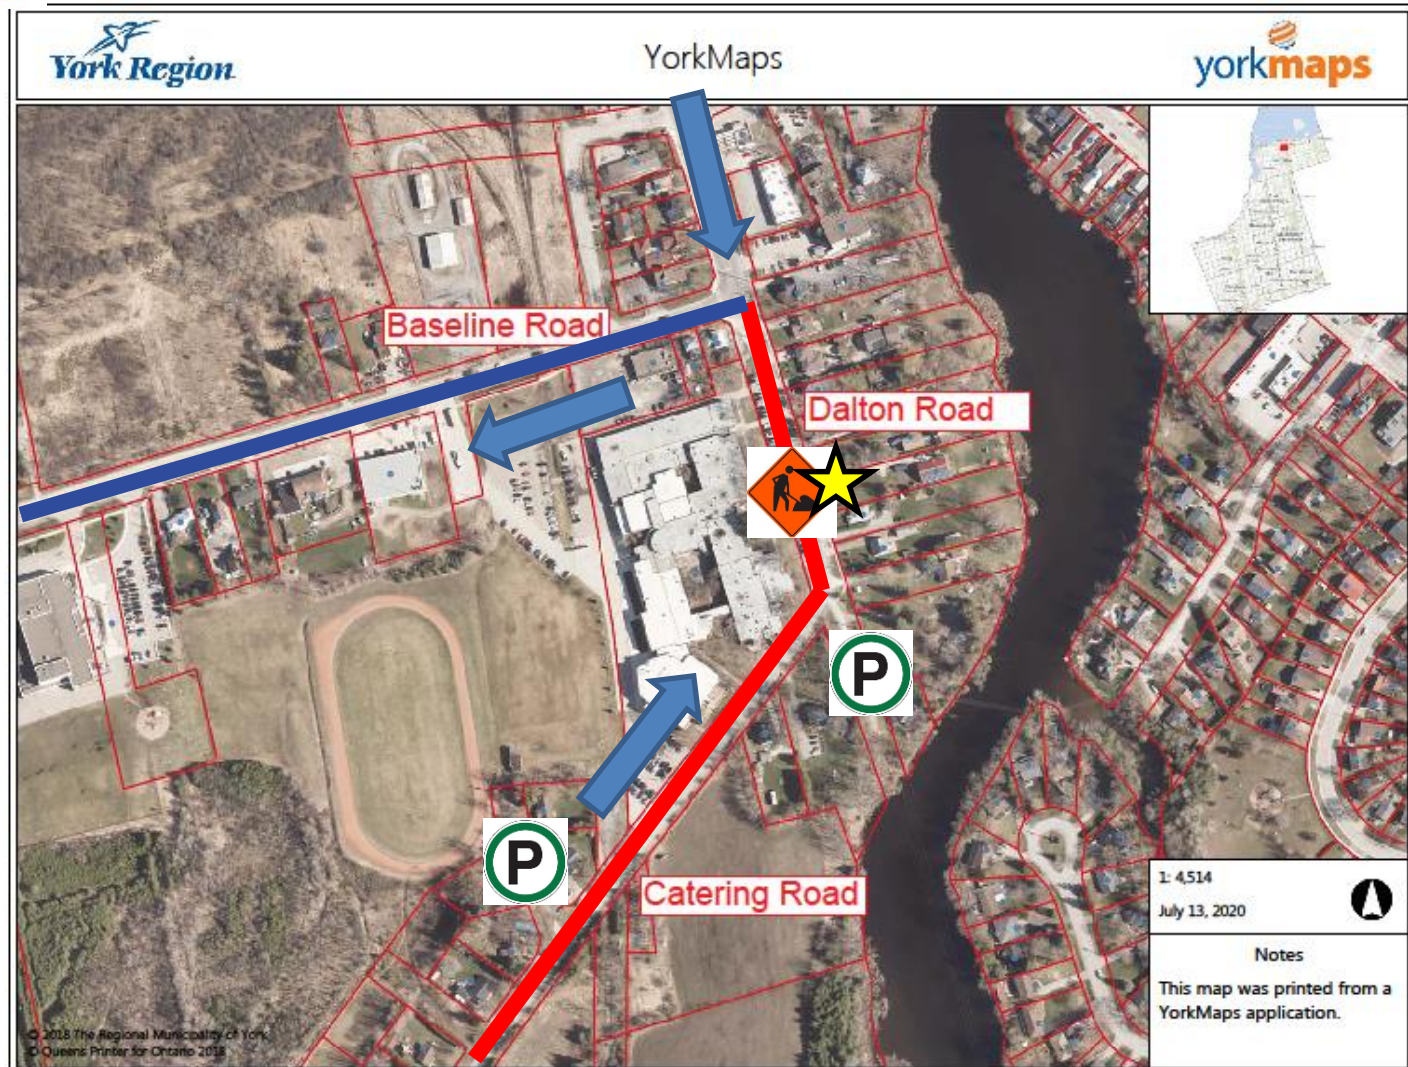 York Region
YorkMaps
yorkmaps
Baseline Road
Dalton Road
P
P
Catering Road
1: 4,514
July 13, 2020
Notes
This map was printed from a
YorkMaps application.
© 2018 The Regional Municipality of York
© Queens Printer for Ontario 2018